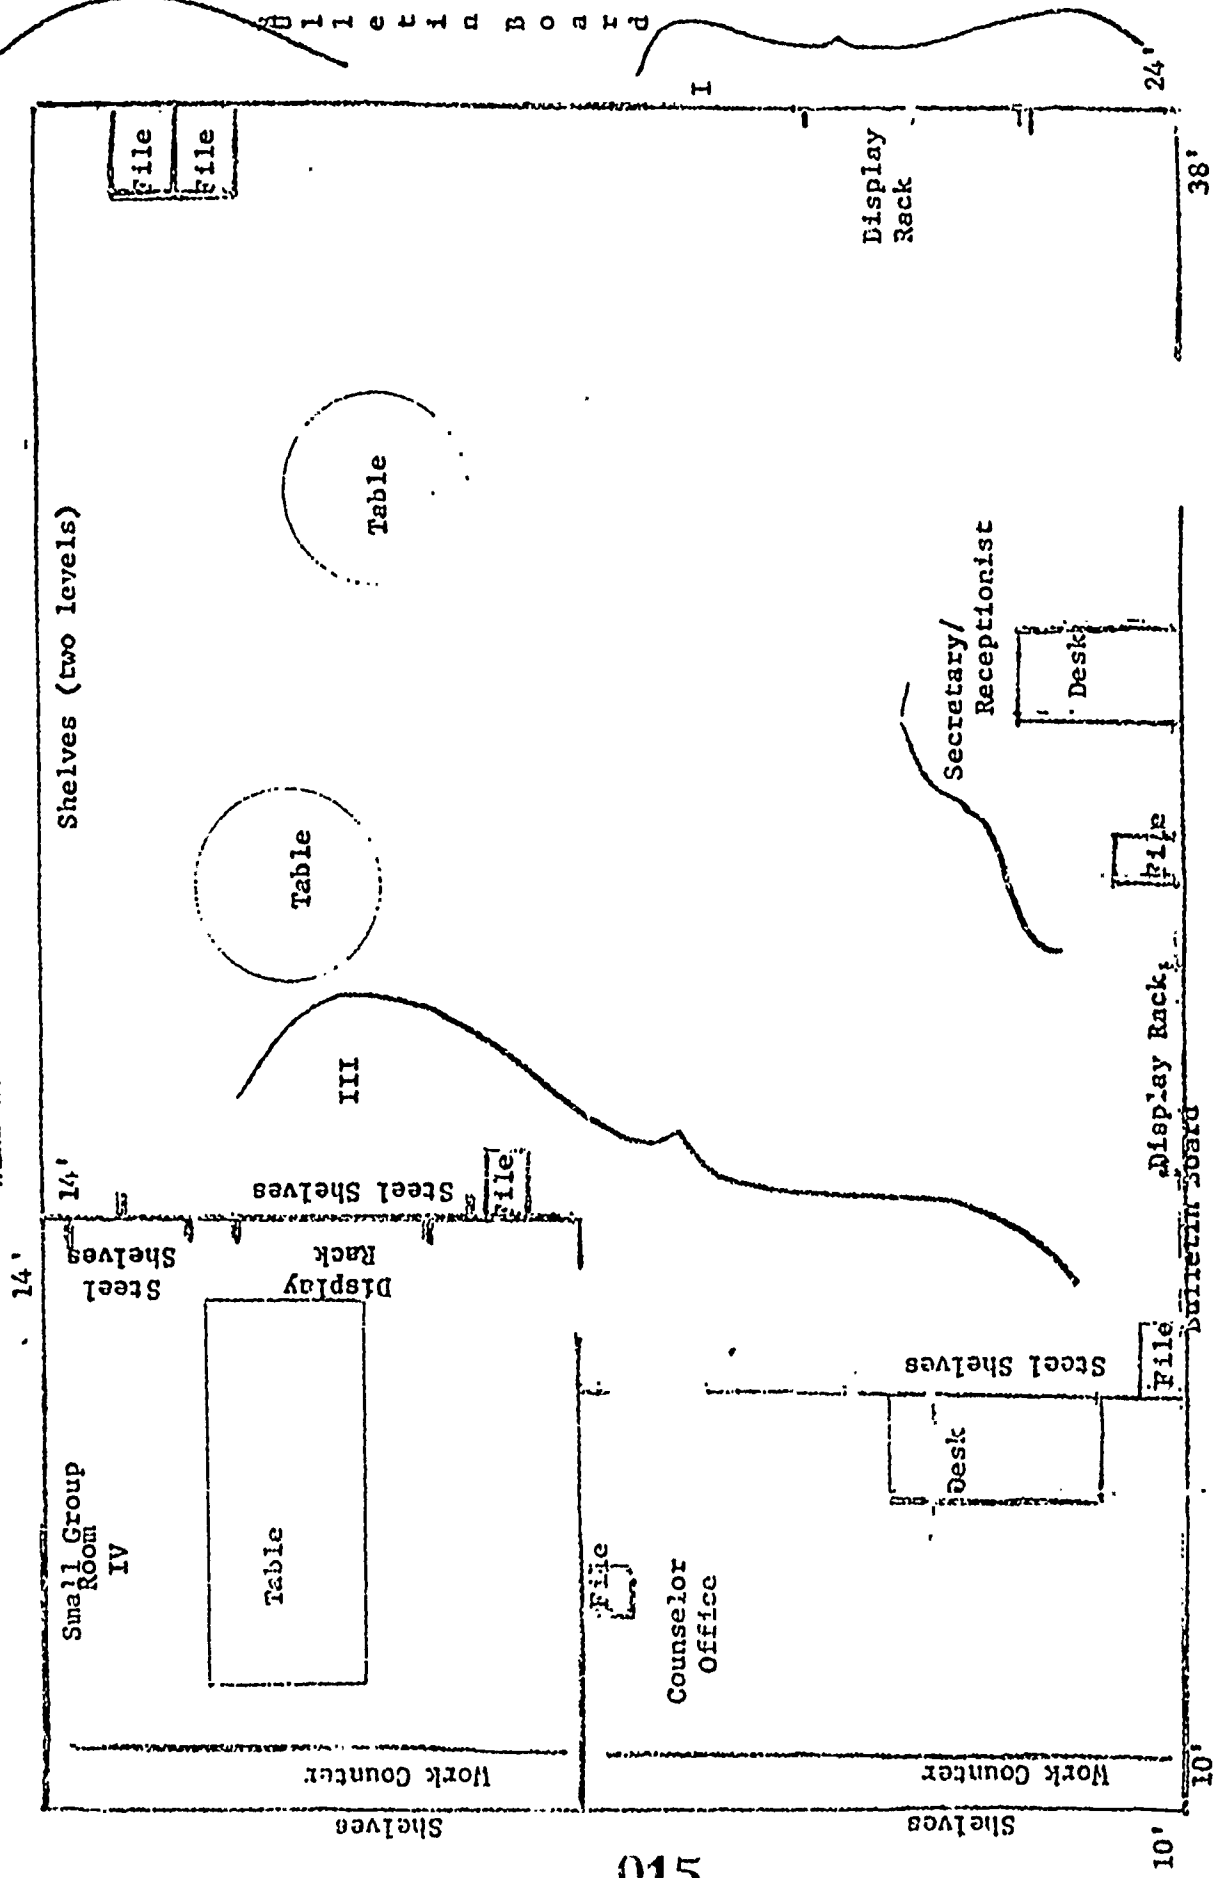 Bulletin Board
I
24'
38'
File
File
Display
Rack
Shelves (two levels)
Table
Table
Secretary/
Receptionist
Desk
File
Display Rack
Bulletin Board
III
14'
14'
Steel Shelves
File
Steel
Shelves
Display
Rack
Small Group
Room
IV
Table
Work Counter
Shelves
Steel Shelves
File
Desk
File
Counselor
Office
Work Counter
Shelves
10'
10'
015